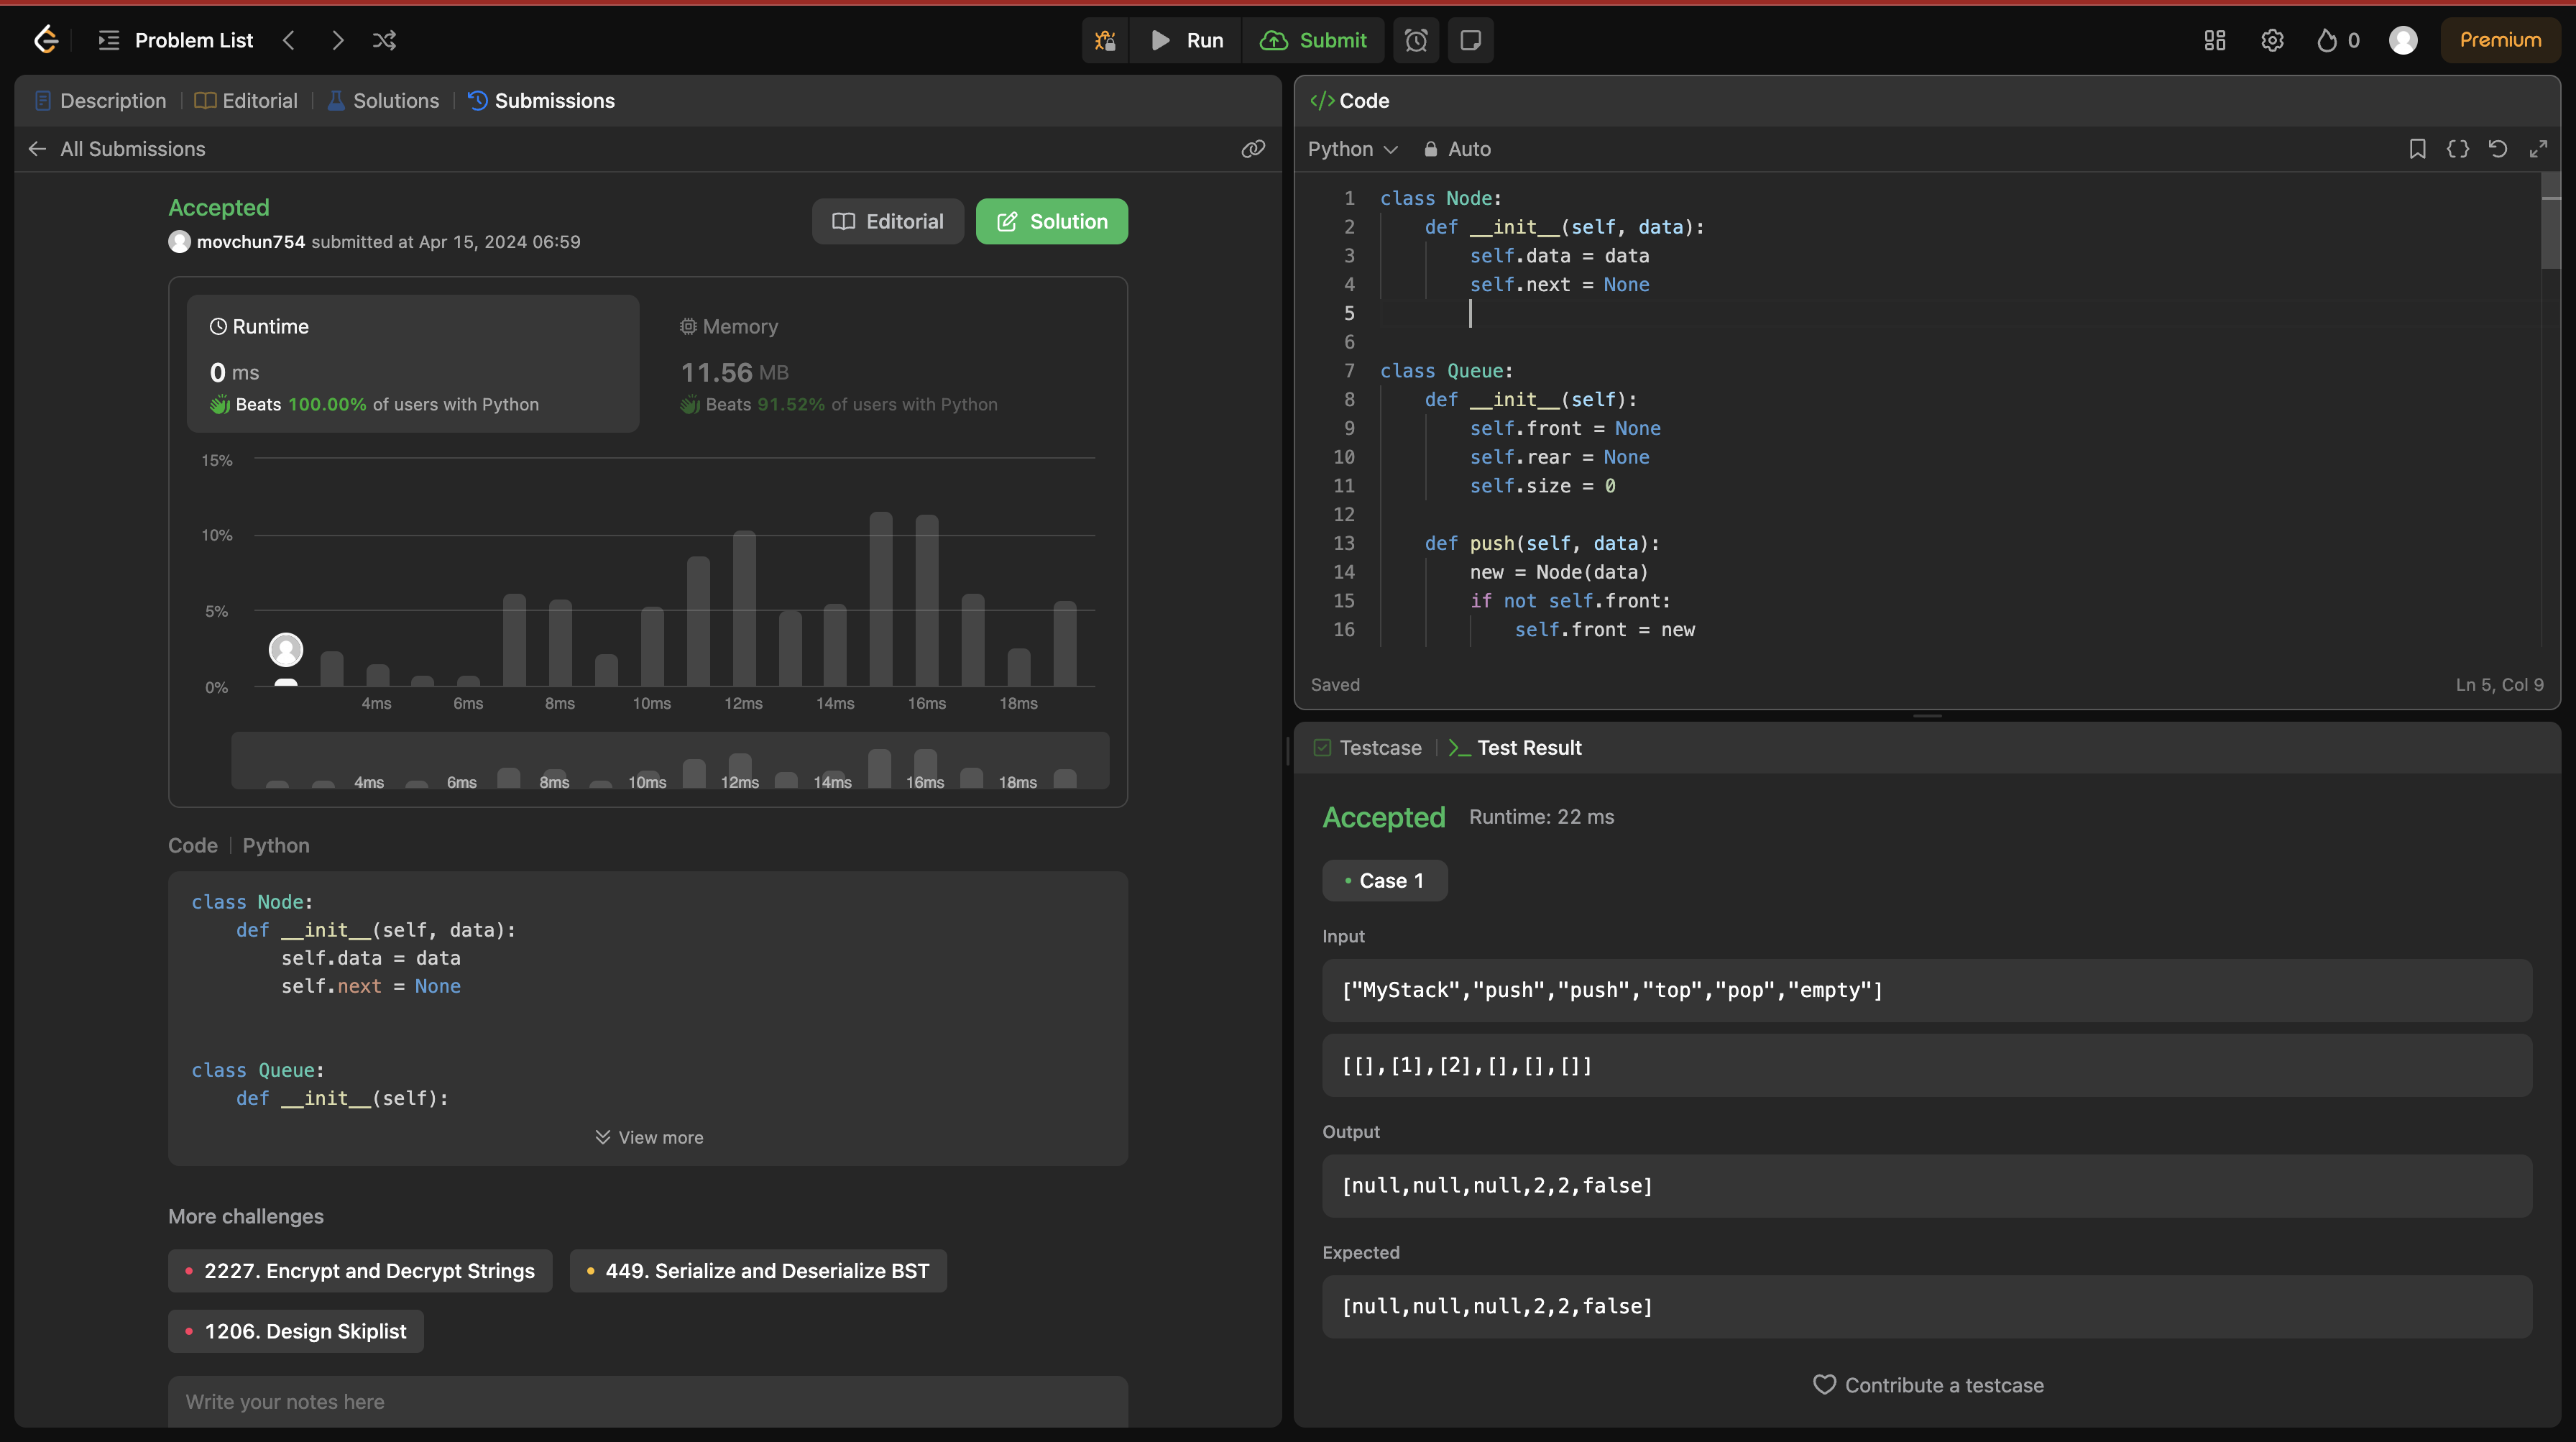 Problem List
Run
Submit
0
Premium
Description
Editorial
Solutions
Submissions
All Submissions
Accepted
movchun754 submitted at Apr 15, 2024 06:59
Editorial
Solution
Runtime
0 ms
Beats 100.00% of users with Python
Memory
11.56 MB
Beats 91.52% of users with Python
15%
10%
5%
0%
4ms 6ms 8ms 10ms 12ms 14ms 16ms 18ms
4ms 6ms 8ms 10ms 12ms 14ms 16ms 18ms
Code | Python
class Node:
    def __init__(self, data):
        self.data = data
        self.next = None
class Queue:
    def __init__(self):
View more
More challenges
2227. Encrypt and Decrypt Strings
449. Serialize and Deserialize BST
1206. Design Skiplist
Write your notes here
</> Code
Python
Auto
1 class Node:
2     def __init__(self, data):
3         self.data = data
4         self.next = None
5
6
7 class Queue:
8     def __init__(self):
9         self.front = None
10         self.rear = None
11         self.size = 0
12
13     def push(self, data):
14         new = Node(data)
15         if not self.front:
16             self.front = new
Saved
Ln 5, Col 9
Testcase
>_ Test Result
Accepted
Runtime: 22 ms
• Case 1
Input
["MyStack","push","push","top","pop","empty"]
[[],[1],[2],[],[],[]]
Output
[null,null,null,2,2,false]
Expected
[null,null,null,2,2,false]
Contribute a testcase